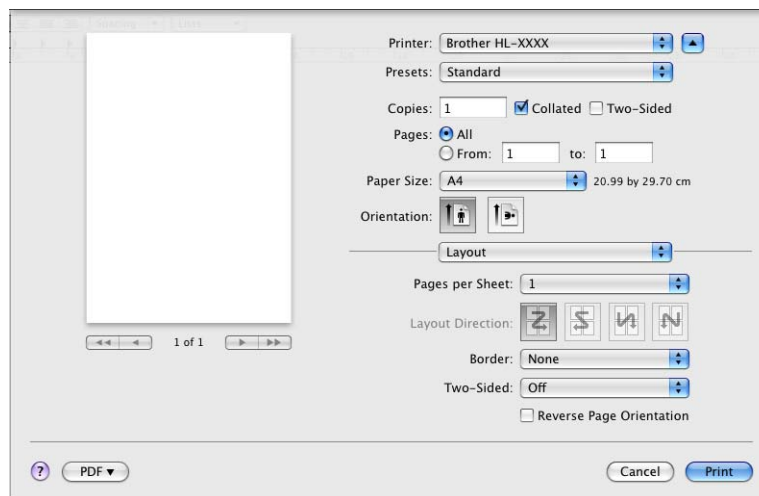 Printer: Brother HL-XXXX
Presets: Standard
Copies: 1 Collated Two-Sided
Pages: All
From: 1 to: 1
Paper Size: A4 20.99 by 29.70 cm
Orientation:
Layout
Pages per Sheet: 1
Layout Direction:
1 of 1
Border: None
Two-Sided: Off
Reverse Page Orientation
? PDF Cancel Print